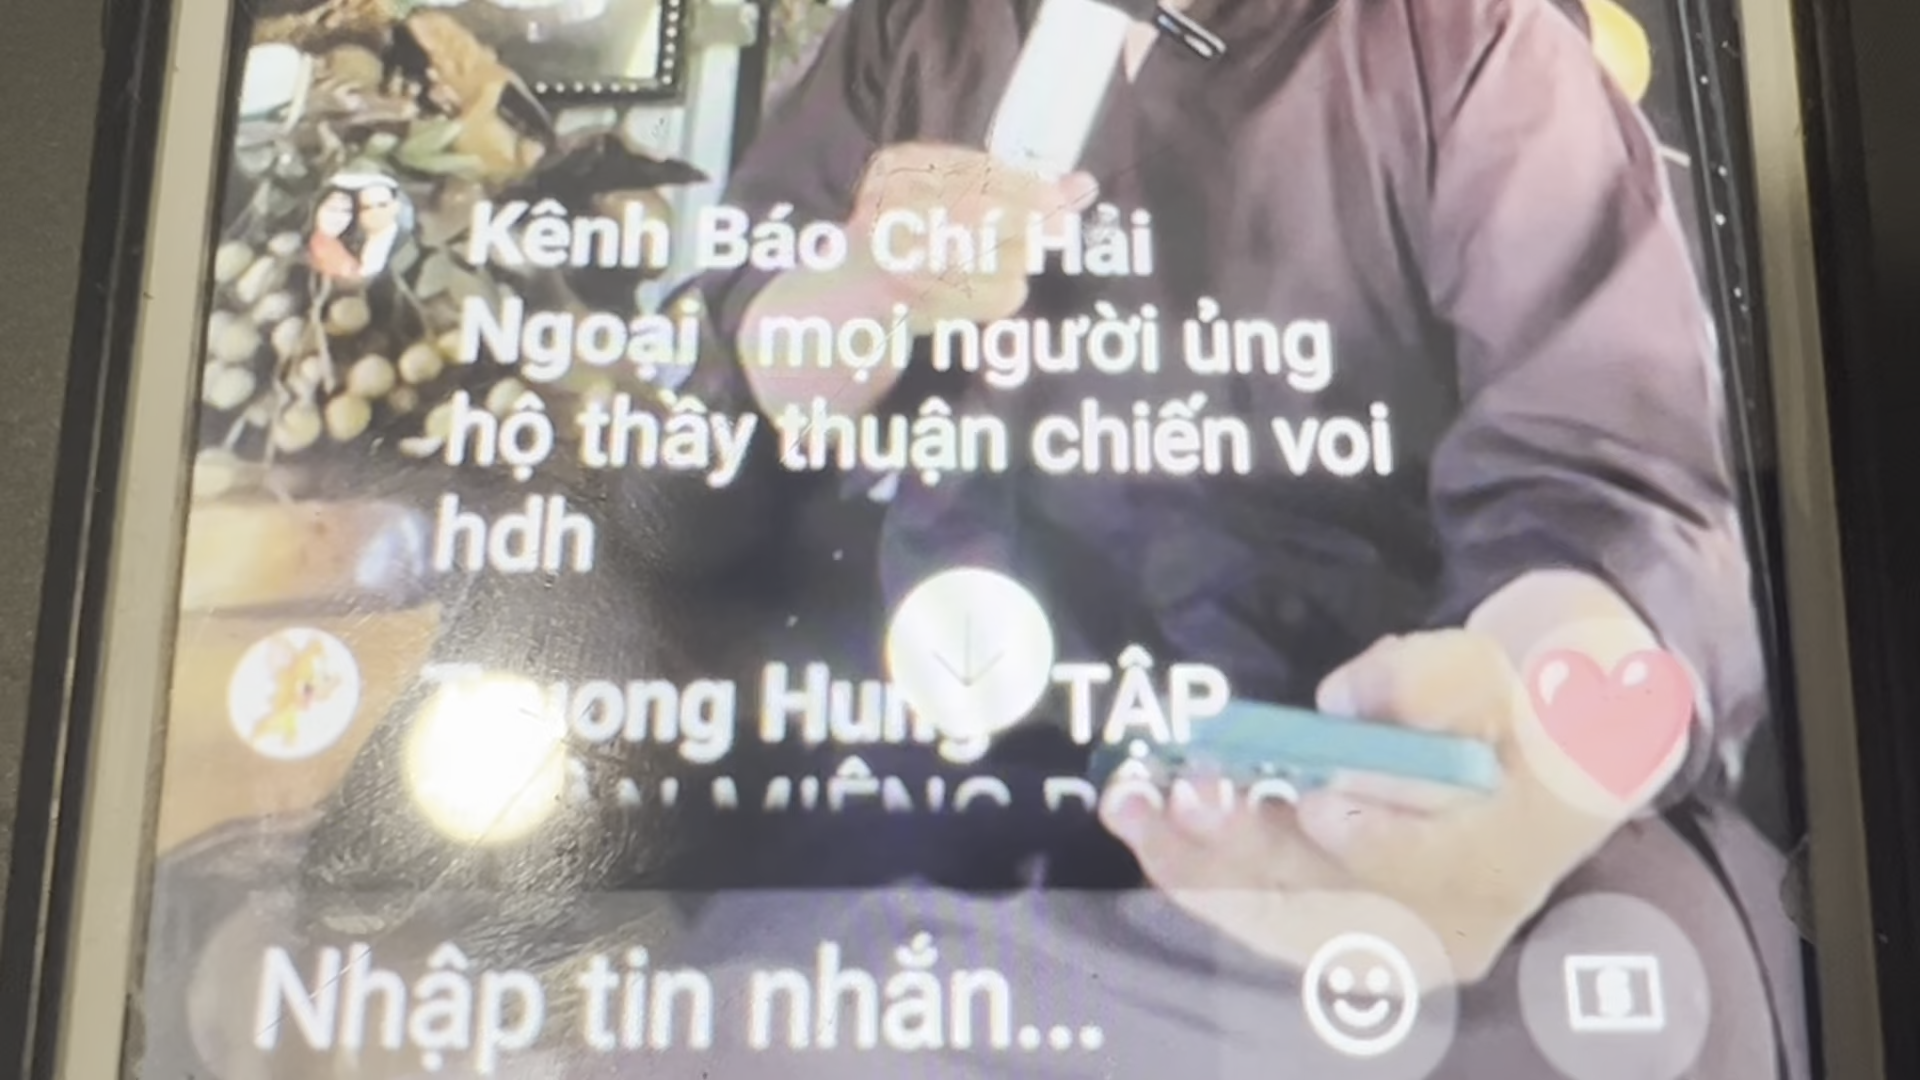 Kênh Báo Chí Hải
Ngoại mọi người ủng
hộ thầy thuận chiến voi
hdh
TẬP
Nhập tin nhắn...